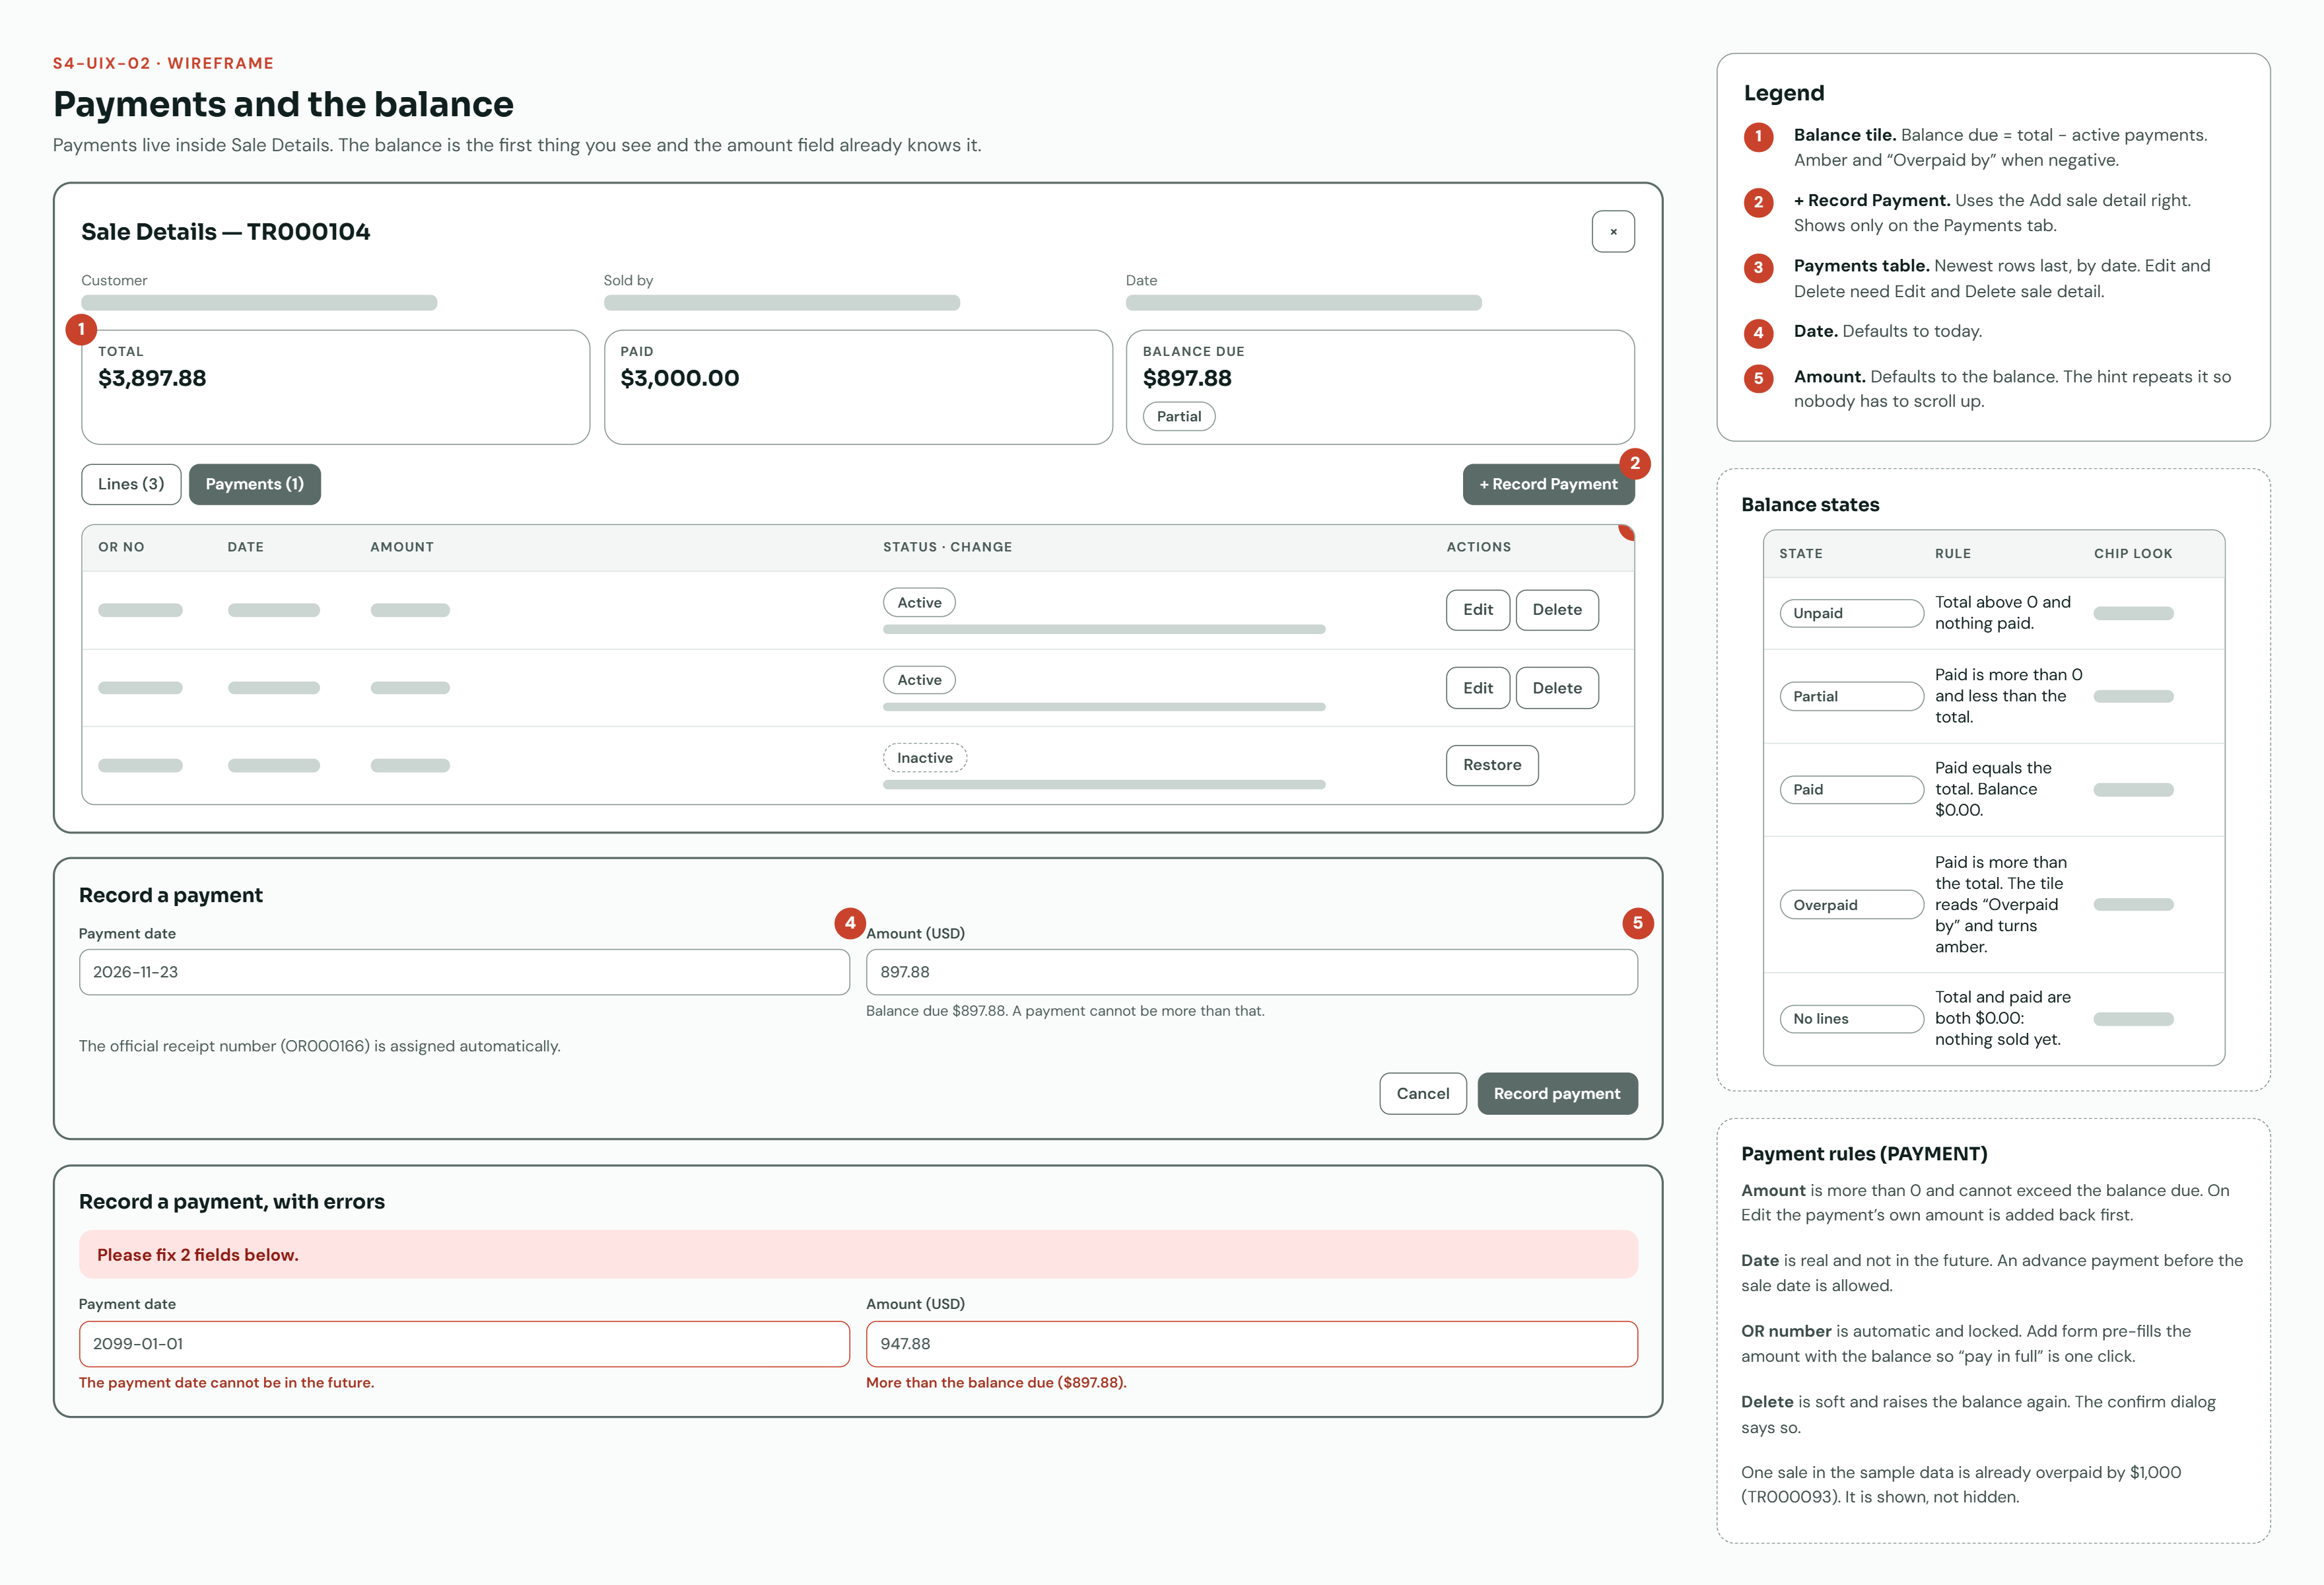 S4-UIX-02 · WIREFRAME
Payments and the balance
Payments live inside Sale Details. The balance is the first thing you see and the amount field already knows it.
Sale Details — TR000104
×
Customer
Sold by
Date
1
TOTAL
$3,897.88
PAID
$3,000.00
BALANCE DUE
$897.88
Partial
Lines (3)
Payments (1)
+ Record Payment
2
OR NO
DATE
AMOUNT
STATUS · CHANGE
ACTIONS
Active
Edit
Delete
Active
Edit
Delete
Inactive
Restore
Record a payment
Payment date
4
Amount (USD)
5
2026-11-23
897.88
Balance due $897.88. A payment cannot be more than that.
The official receipt number (OR000166) is assigned automatically.
Cancel
Record payment
Record a payment, with errors
Please fix 2 fields below.
Payment date
Amount (USD)
2099-01-01
947.88
The payment date cannot be in the future.
More than the balance due ($897.88).
Legend
1
Balance tile. Balance due = total − active payments.
Amber and “Overpaid by” when negative.
2
+ Record Payment. Uses the Add sale detail right.
Shows only on the Payments tab.
3
Payments table. Newest rows last, by date. Edit and
Delete need Edit and Delete sale detail.
4
Date. Defaults to today.
5
Amount. Defaults to the balance. The hint repeats it so
nobody has to scroll up.
Balance states
STATE
RULE
CHIP LOOK
Unpaid
Total above 0 and
nothing paid.
Partial
Paid is more than 0
and less than the
total.
Paid
Paid equals the
total. Balance
$0.00.
Overpaid
Paid is more than
the total. The tile
reads “Overpaid
by” and turns
amber.
No lines
Total and paid are
both $0.00:
nothing sold yet.
Payment rules (PAYMENT)
Amount is more than 0 and cannot exceed the balance due. On
Edit the payment’s own amount is added back first.
Date is real and not in the future. An advance payment before the
sale date is allowed.
OR number is automatic and locked. Add form pre-fills the
amount with the balance so “pay in full” is one click.
Delete is soft and raises the balance again. The confirm dialog
says so.
One sale in the sample data is already overpaid by $1,000
(TR000093). It is shown, not hidden.